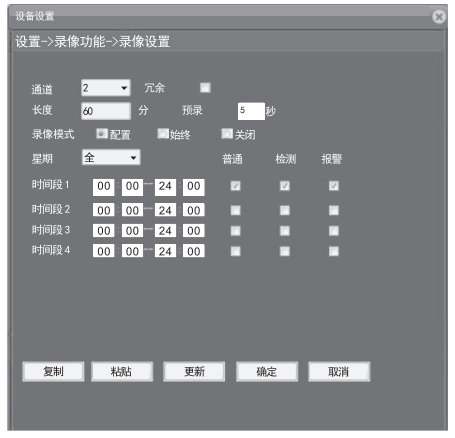 设备设置
设置->录像功能->录像设置
通道 2 冗余
长度 60 分 预录 5 秒
录像模式 配置 始终 关闭
星期 全 普通 检测 报警
时间段 1 00 : 00 -- 24 : 00
时间段 2 00 : 00 -- 24 : 00
时间段 3 00 : 00 -- 24 : 00
时间段 4 00 : 00 -- 24 : 00
复制 粘贴 更新 确定 取消